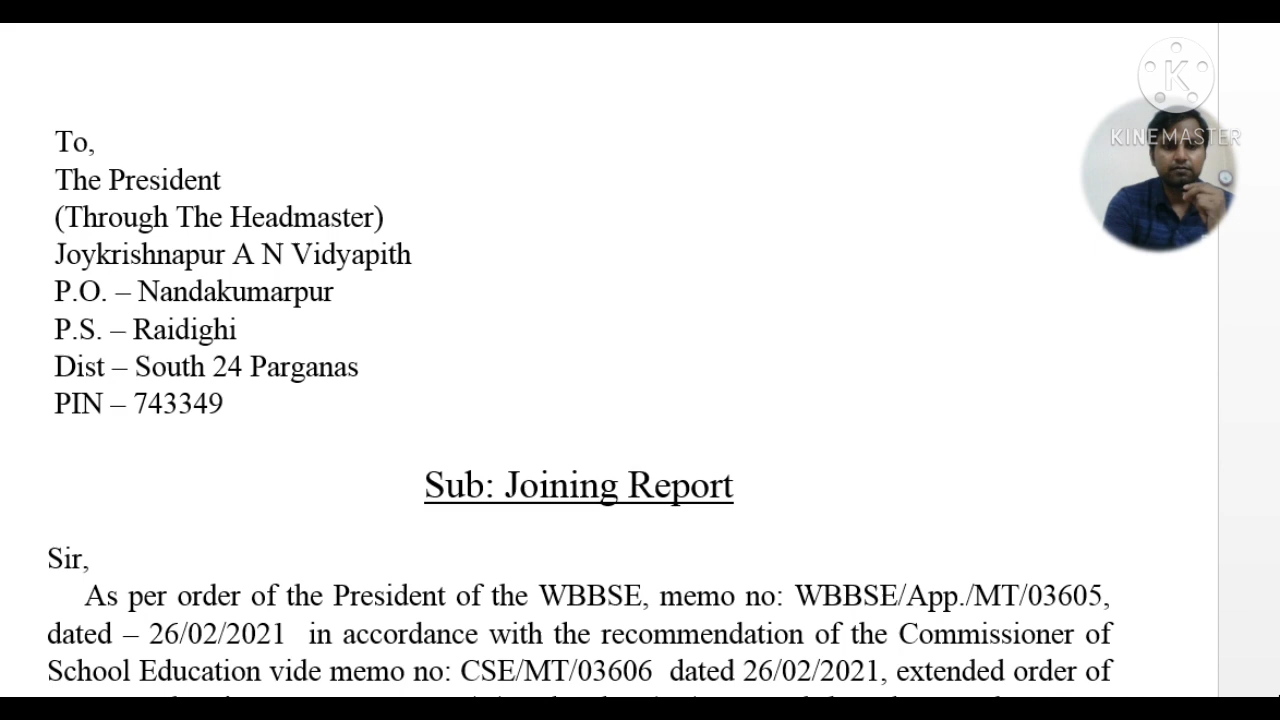 K
KINEMASTER
To,
The President
(Through The Headmaster)
Joykrishnapur A N Vidyapith
P.O. – Nandakumarpur
P.S. – Raidighi
Dist – South 24 Parganas
PIN – 743349
Sub: Joining Report
Sir,
As per order of the President of the WBBSE, memo no: WBBSE/App./MT/03605,
dated – 26/02/2021 in accordance with the recommendation of the Commissioner of
School Education vide memo no: CSE/MT/03606 dated 26/02/2021, extended order of